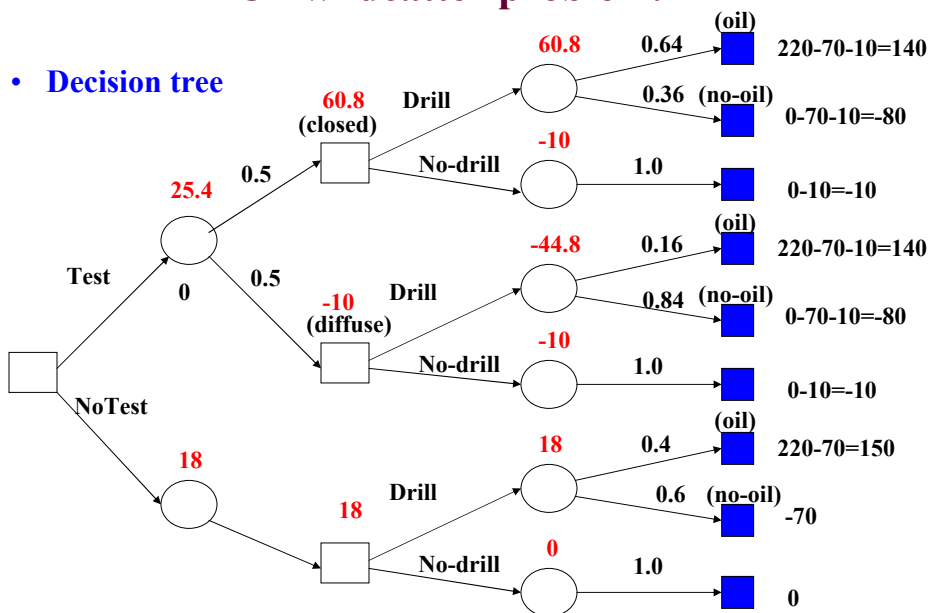 • Decision tree
Test
NoTest
25.4
0
0.5
0.5
60.8
(closed)
Drill
No-drill
60.8
0.64
(oil)
220-70-10=140
0.36
(no-oil)
0-70-10=-80
-10
1.0
0-10=-10
-10
(diffuse)
Drill
No-drill
-44.8
0.16
(oil)
220-70-10=140
0.84
(no-oil)
0-70-10=-80
-10
1.0
0-10=-10
18
18
Drill
No-drill
18
0.4
(oil)
220-70=150
0.6
(no-oil)
-70
0
1.0
0